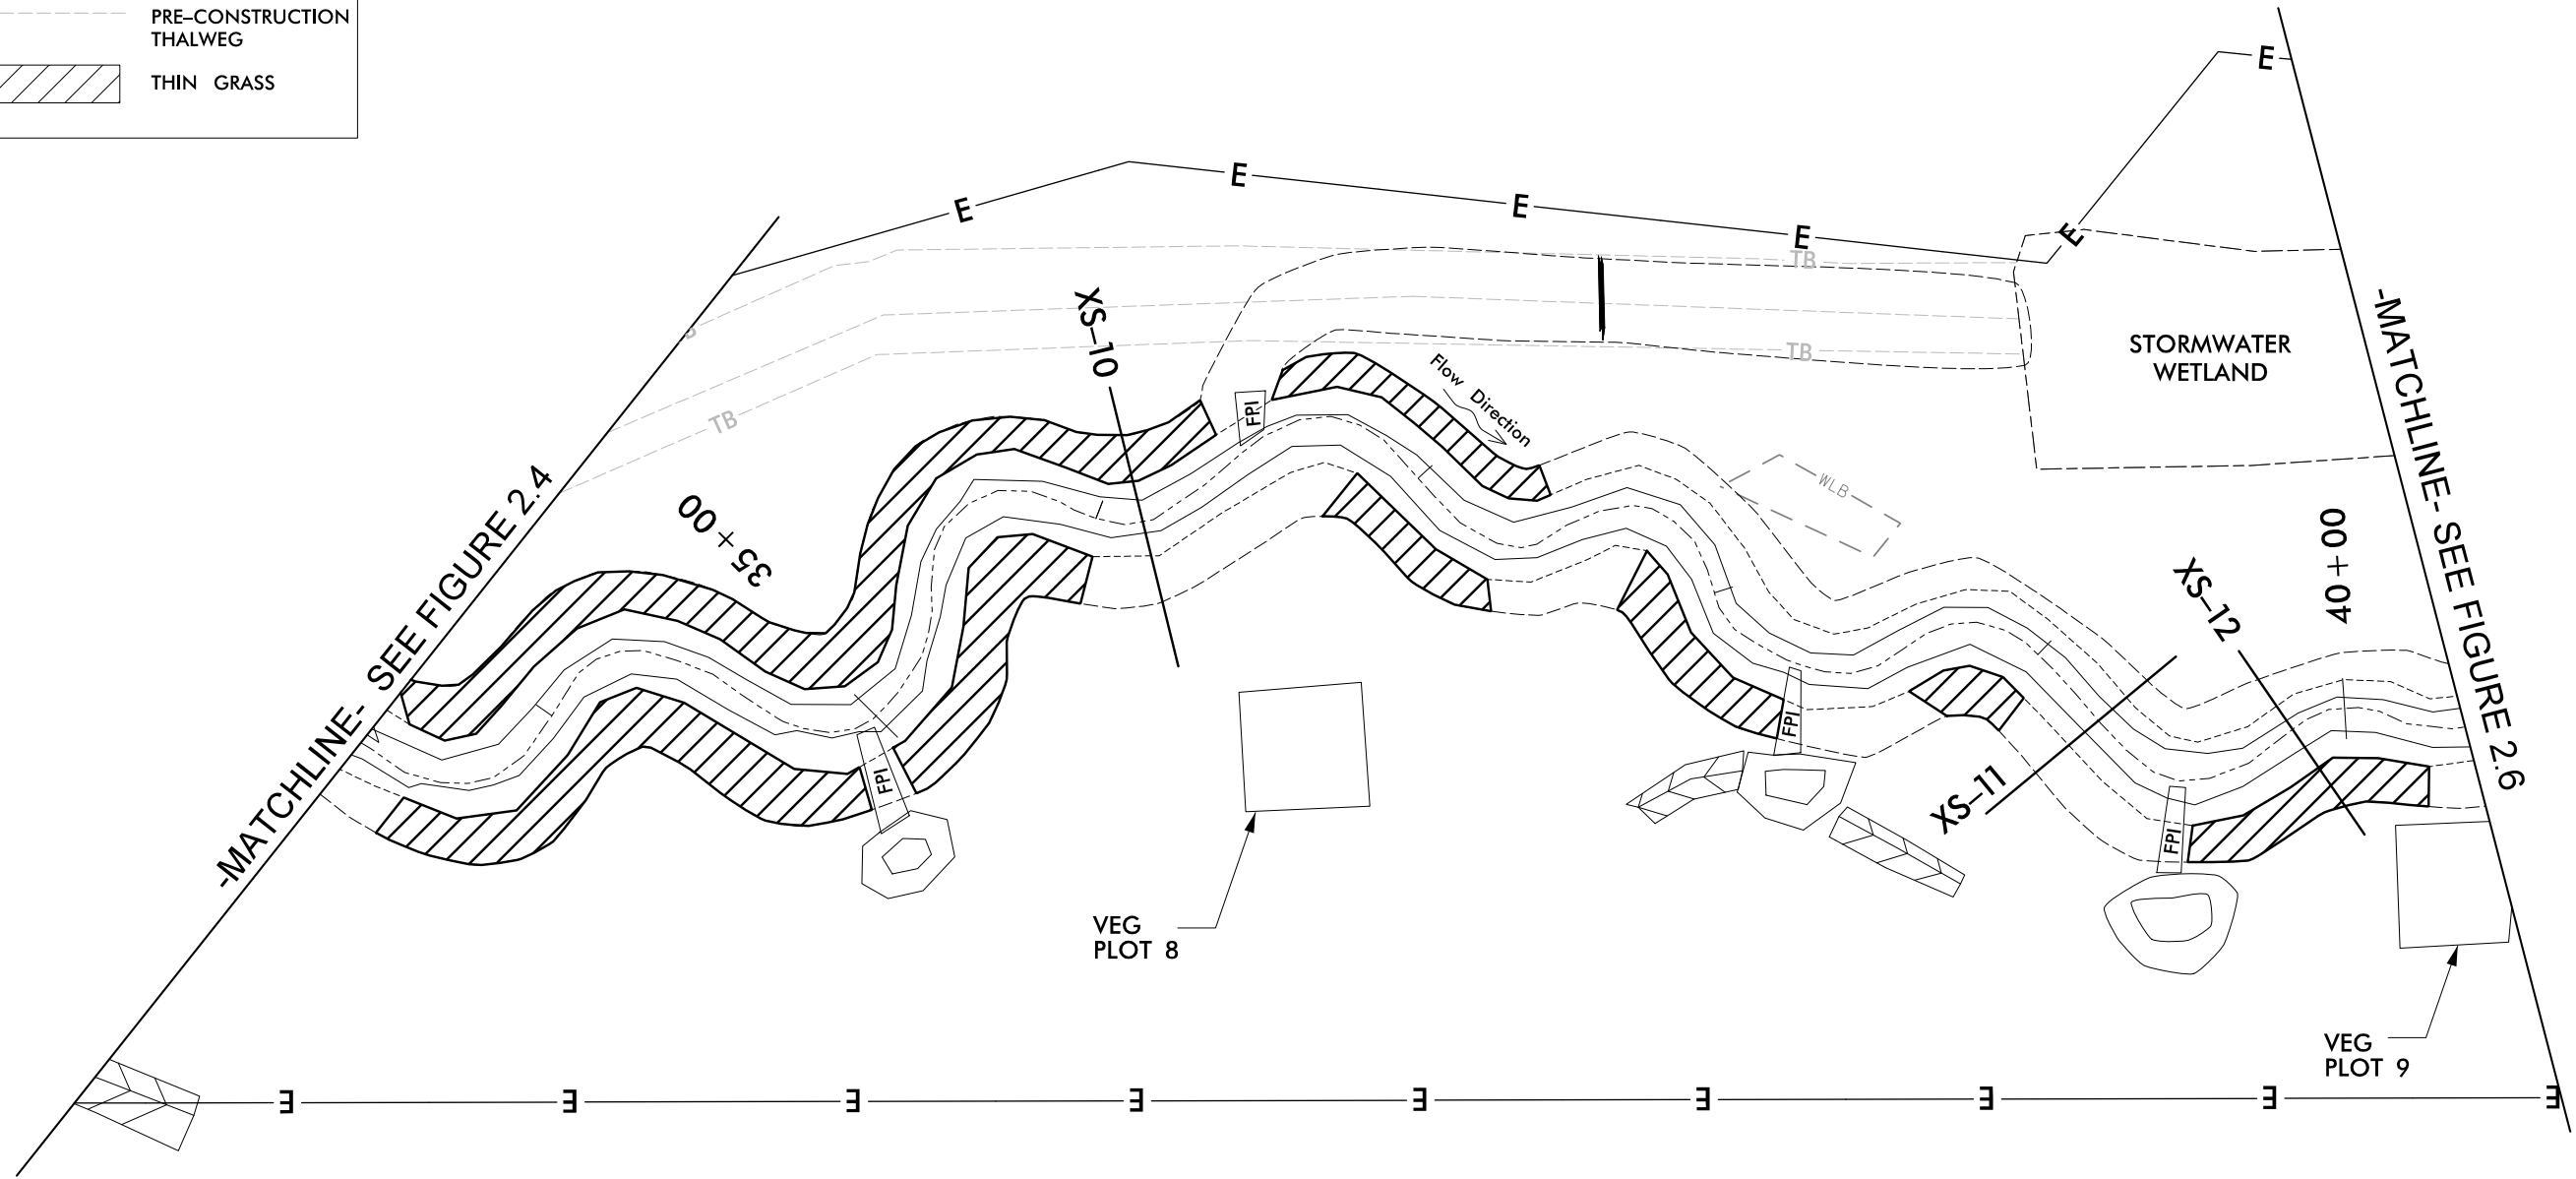 PRE–CONSTRUCTION
THALWEG
THIN GRASS
E
E
E
E
E
E
TB
TB
TB
B
XS–10
FPI
Flow Direction
STORMWATER
WETLAND
-MATCHLINE- SEE FIGURE 2.4
-MATCHLINE- SEE FIGURE 2.6
35+00
WLB
40+00
XS–12
XS–11
FPI
FPI
FPI
VEG
PLOT 8
VEG
PLOT 9
E
E
E
E
E
E
E
E
E